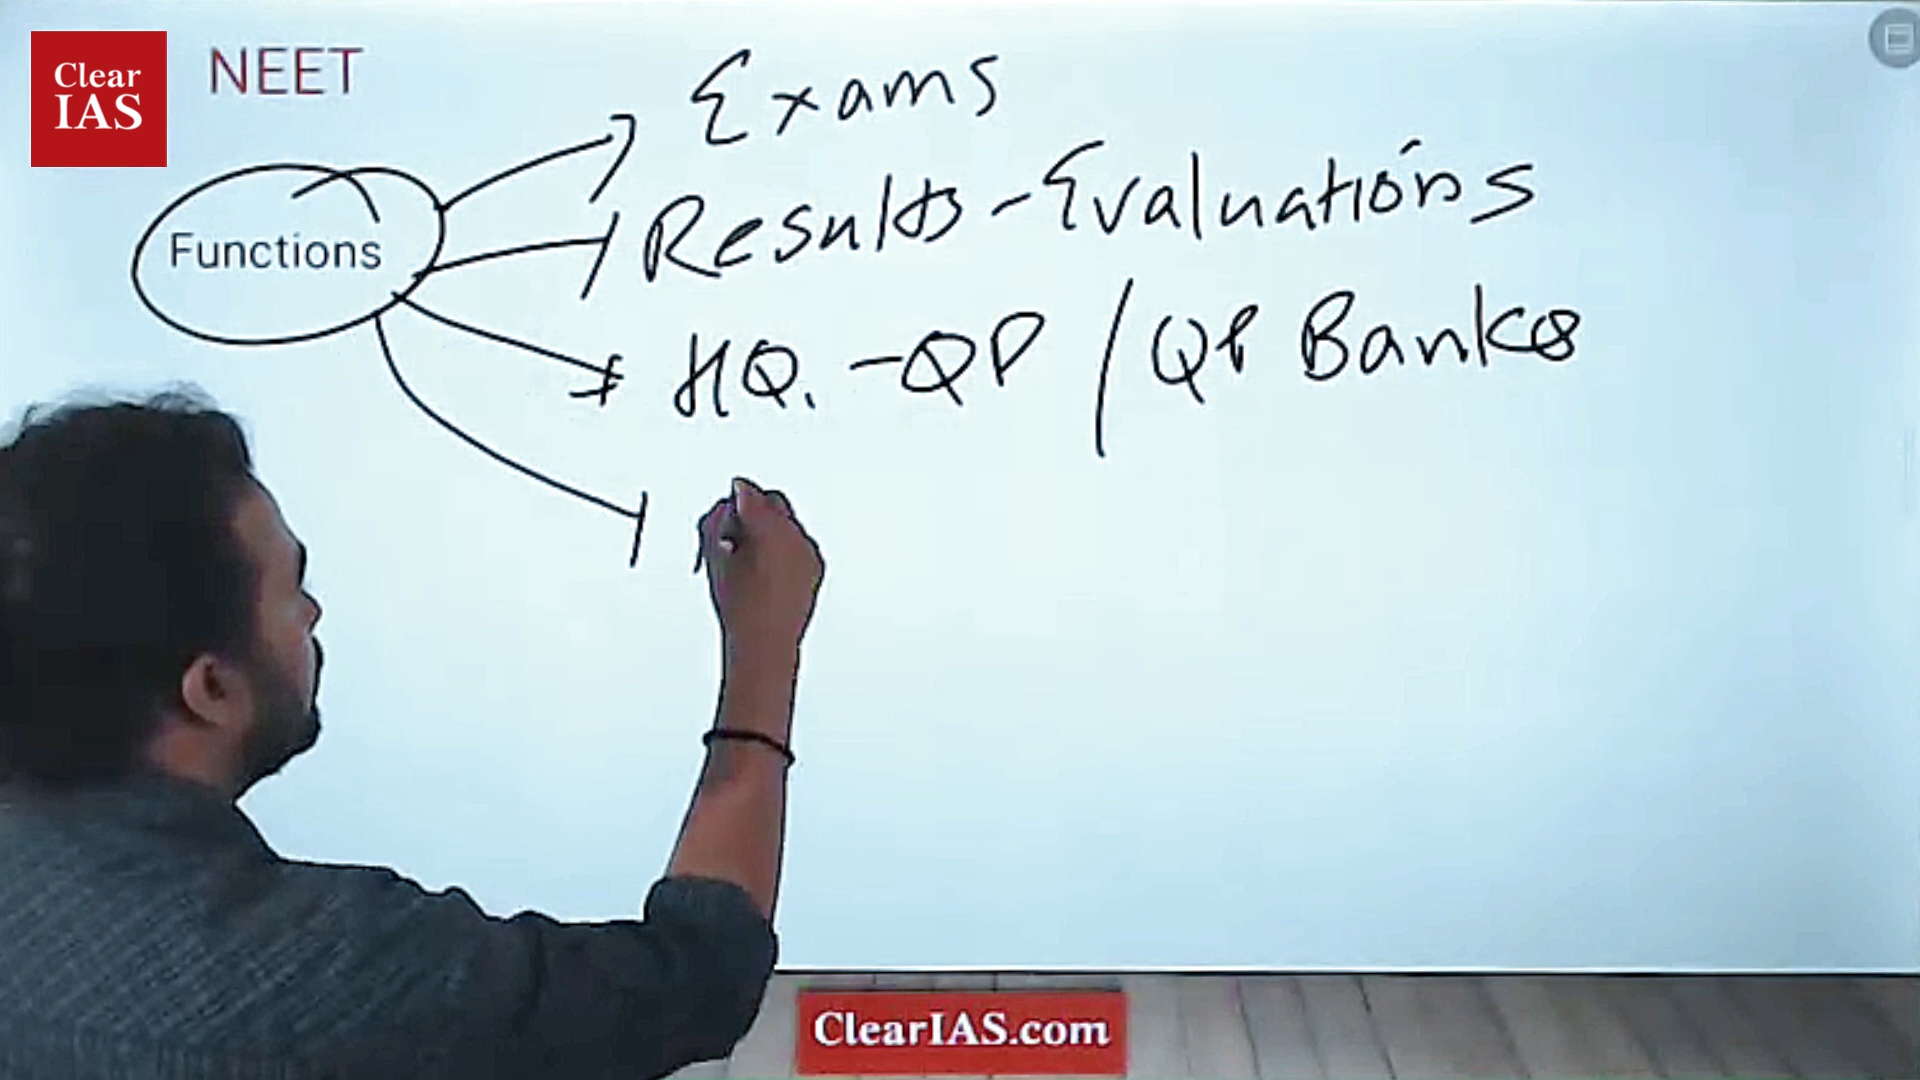 Clear
IAS
NEET
Exams
Results - Evaluations
Functions
HQ. - QP / QP Banks
ClearIAS.com